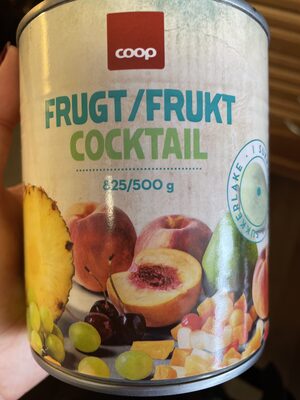 coop
FRUGT/FRUKT
COCKTAIL
825/500 g